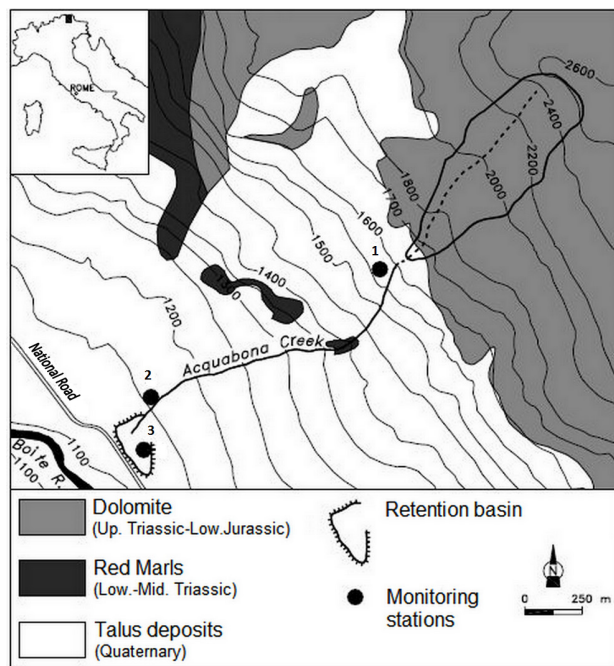 ROME
2600
2400
2200
2000
1800
1700
1600
1500
1400
1200
1
Acquabona Creek
2
National Road
3
1100
Boite R.
1100
Dolomite
(Up. Triassic-Low.Jurassic)
Retention basin
Red Marls
(Low.-Mid. Triassic)
Monitoring
stations
N
0 250 m
Talus deposits
(Quaternary)